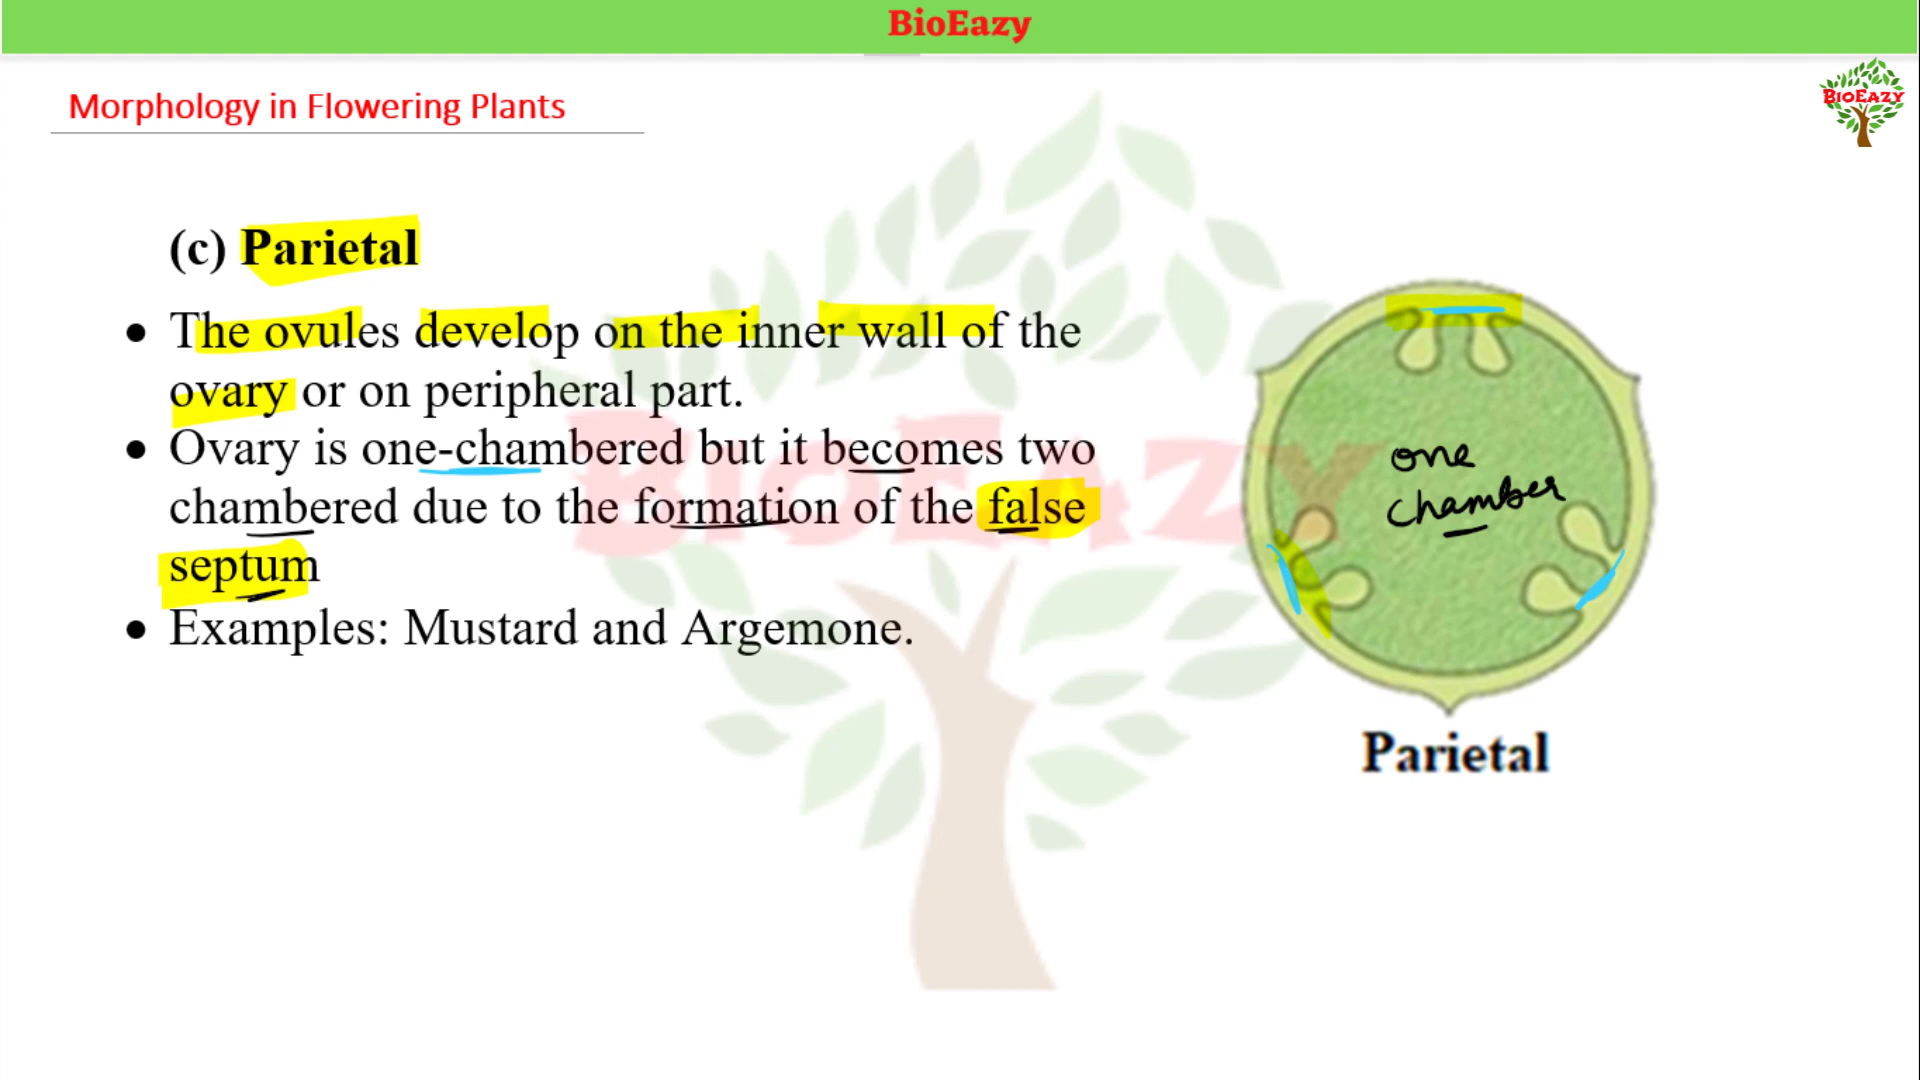 BioEazy
BIOEAZY
Morphology in Flowering Plants
(c) Parietal
• The ovules develop on the inner wall of the
ovary or on peripheral part.
• Ovary is one-chambered but it becomes two
chambered due to the formation of the false
septum
• Examples: Mustard and Argemone.
BIOEAZY
one
chamber
Parietal